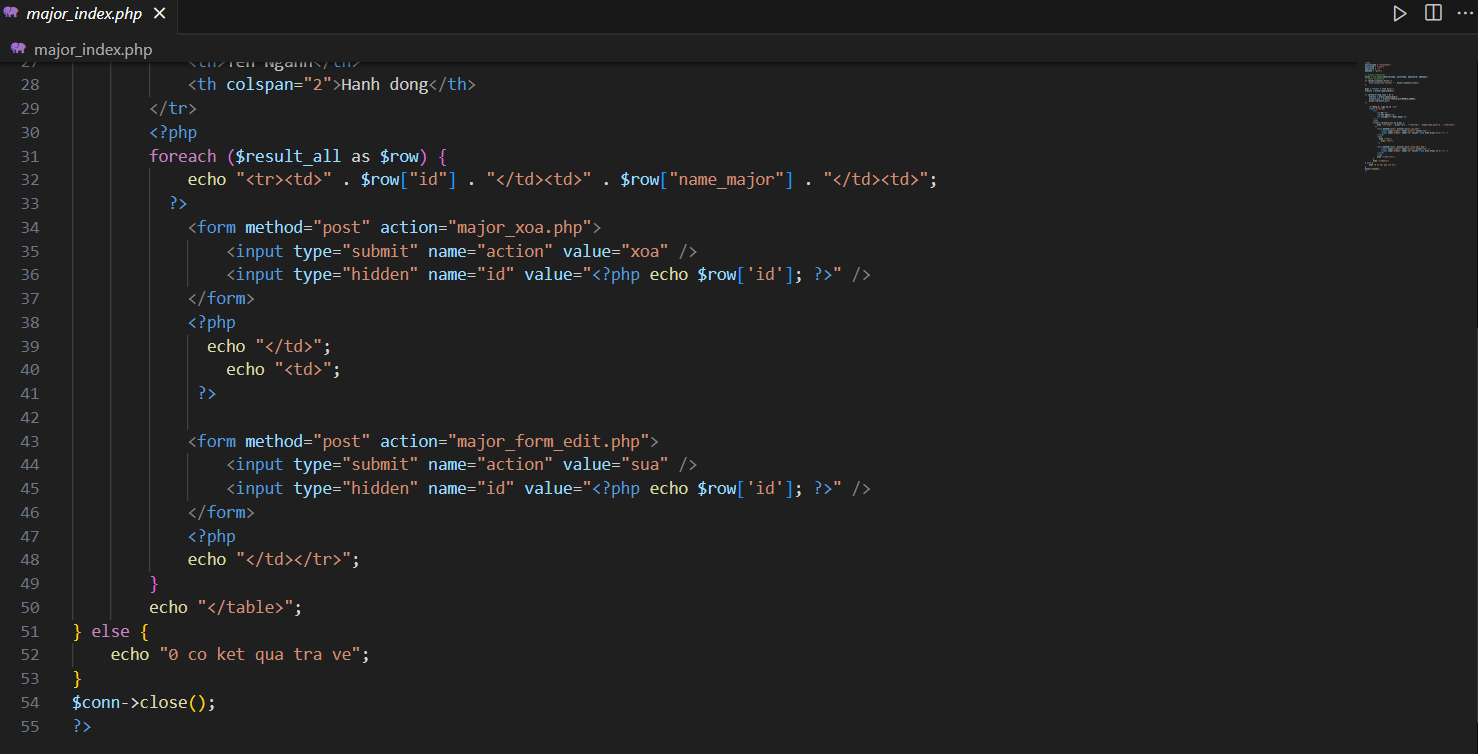 major_index.php
major_index.php
27 <th>Ten Nganh</th>
28 <th colspan="2">Hanh dong</th>
29 </tr>
30 <?php
31 foreach ($result_all as $row) {
32 echo "<tr><td>" . $row["id"] . "</td><td>" . $row["name_major"] . "</td><td>";
33 ?>
34 <form method="post" action="major_xoa.php">
35 <input type="submit" name="action" value="xoa" />
36 <input type="hidden" name="id" value="<?php echo $row['id']; ?>" />
37 </form>
38 <?php
39 echo "</td>";
40 echo "<td>";
41 ?>
42
43 <form method="post" action="major_form_edit.php">
44 <input type="submit" name="action" value="sua" />
45 <input type="hidden" name="id" value="<?php echo $row['id']; ?>" />
46 </form>
47 <?php
48 echo "</td></tr>";
49 }
50 echo "</table>";
51 } else {
52 echo "0 co ket qua tra ve";
53 }
54 $conn->close();
55 ?>